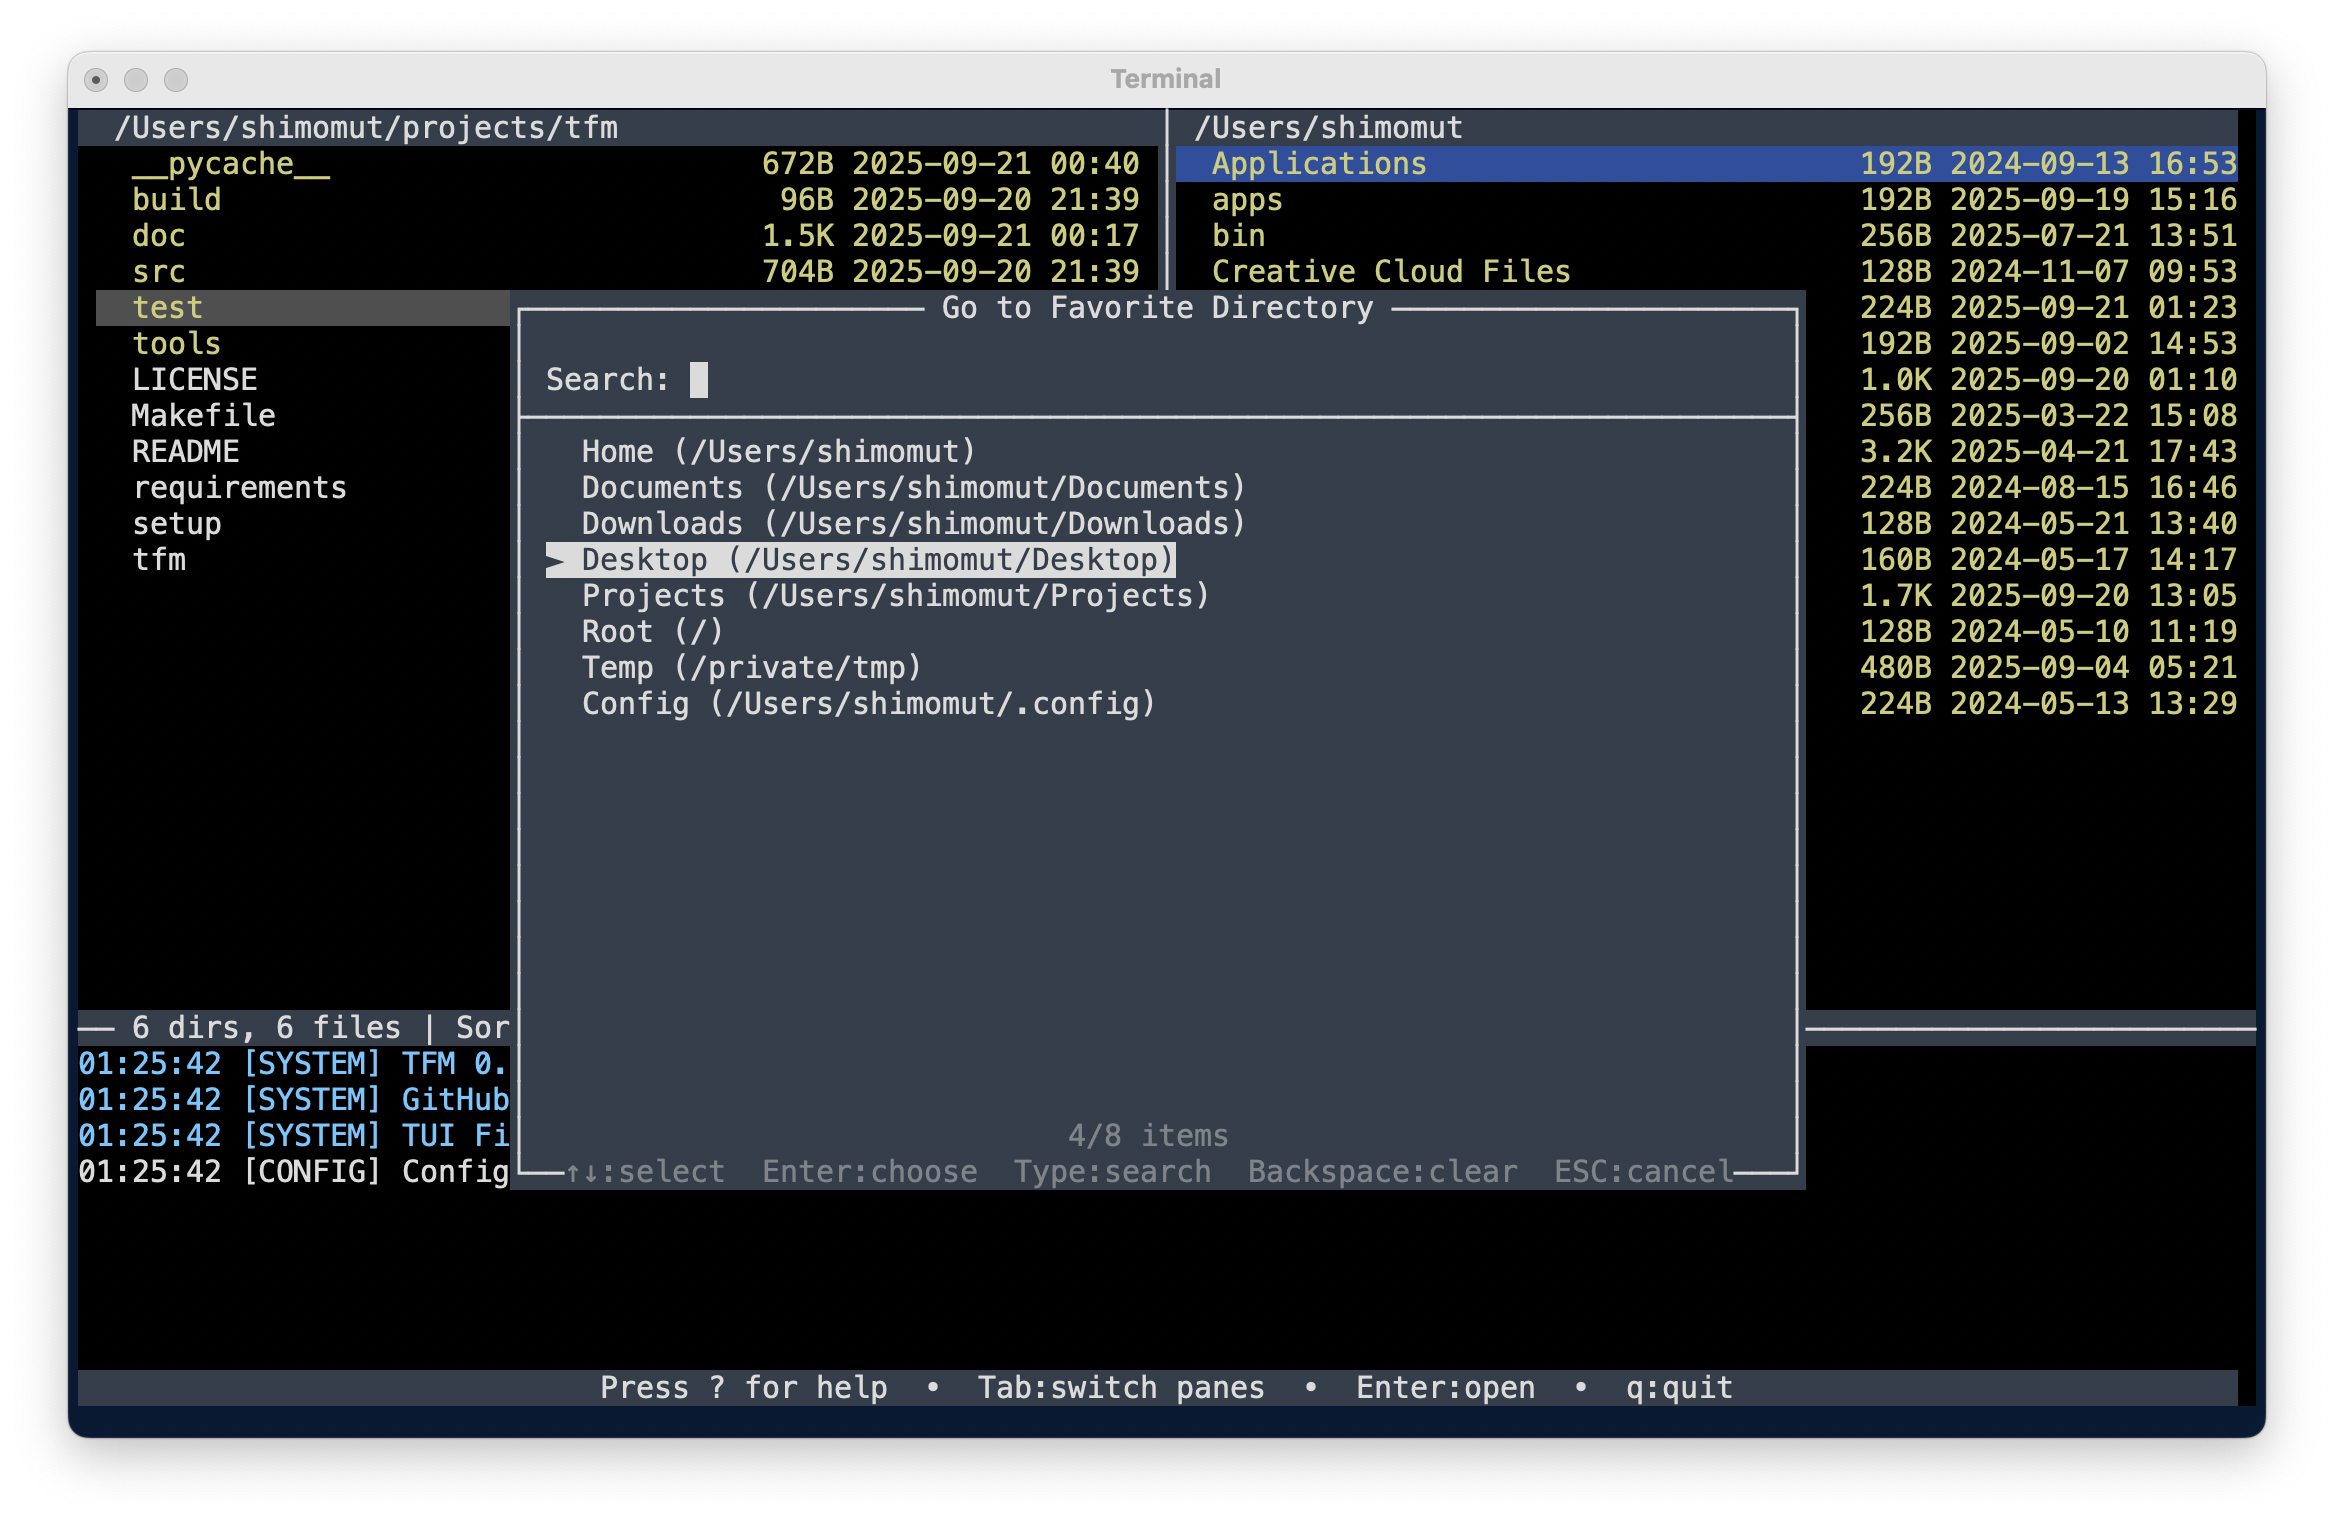 Terminal
/Users/shimomut/projects/tfm /Users/shimomut
__pycache__ 672B 2025-09-21 00:40 Applications 192B 2024-09-13 16:53
build 96B 2025-09-20 21:39 apps 192B 2025-09-19 15:16
doc 1.5K 2025-09-21 00:17 bin 256B 2025-07-21 13:51
src 704B 2025-09-20 21:39 Creative Cloud Files 128B 2024-11-07 09:53
test Go to Favorite Directory 224B 2025-09-21 01:23
tools 192B 2025-09-02 14:53
LICENSE Search: 1.0K 2025-09-20 01:10
Makefile 256B 2025-03-22 15:08
README Home (/Users/shimomut) 3.2K 2025-04-21 17:43
requirements Documents (/Users/shimomut/Documents) 224B 2024-08-15 16:46
setup Downloads (/Users/shimomut/Downloads) 128B 2024-05-21 13:40
tfm ► Desktop (/Users/shimomut/Desktop) 160B 2024-05-17 14:17
Projects (/Users/shimomut/Projects) 1.7K 2025-09-20 13:05
Root (/) 128B 2024-05-10 11:19
Temp (/private/tmp) 480B 2025-09-04 05:21
Config (/Users/shimomut/.config) 224B 2024-05-13 13:29
6 dirs, 6 files | Sor
01:25:42 [SYSTEM] TFM 0.
01:25:42 [SYSTEM] GitHub
01:25:42 [SYSTEM] TUI Fi
4/8 items
01:25:42 [CONFIG] Config ↑↓:select Enter:choose Type:search Backspace:clear ESC:cancel
Press ? for help • Tab:switch panes • Enter:open • q:quit